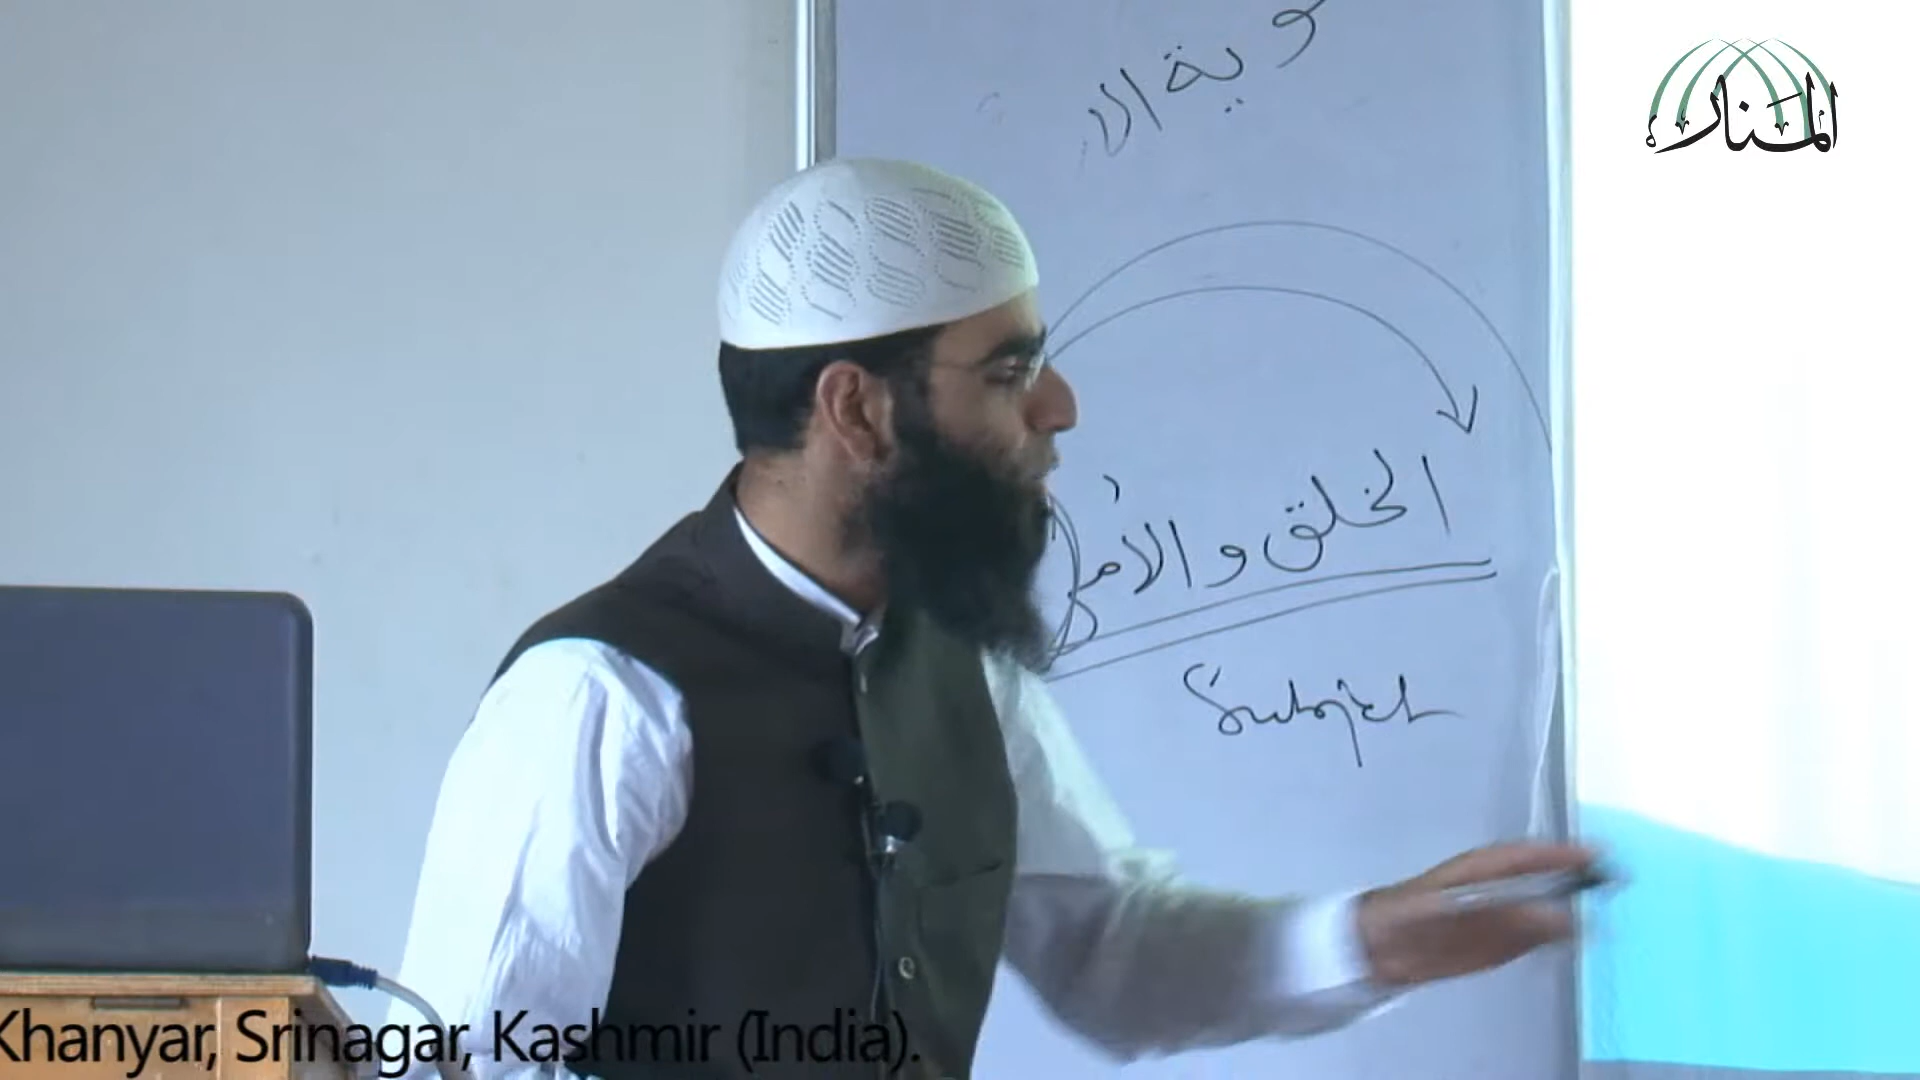 المنار
الخلق والأمر
Subject
Khanyar, Srinagar, Kashmir (India).